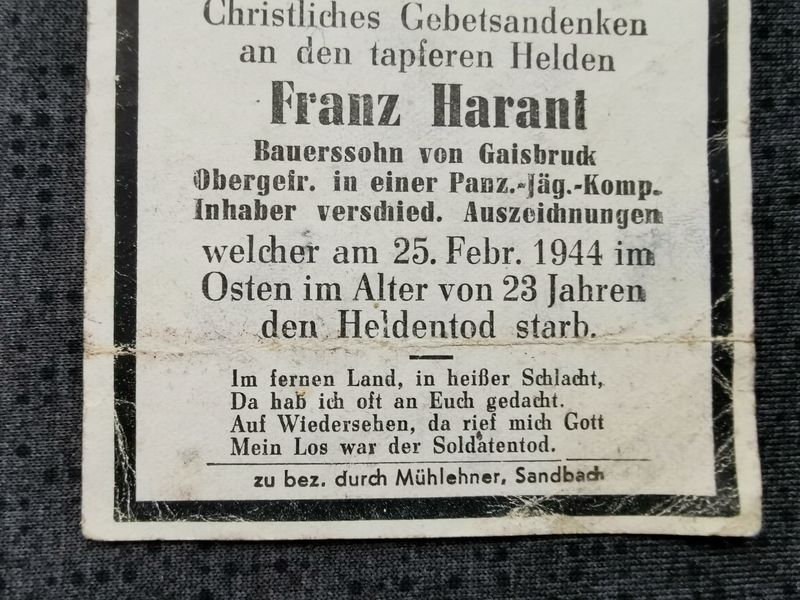 Christliches Gebetsandenken
an den tapferen Helden
Franz Harant
Bauerssohn von Gaisbruck
Obergefr. in einer Panz.-Jäg.-Komp.
Inhaber verschied. Auszeichnungen
welcher am 25. Febr. 1944 im
Osten im Alter von 23 Jahren
den Heldentod starb.
Im fernen Land, in heißer Schlacht,
Da hab ich oft an Euch gedacht.
Auf Wiedersehen, da rief mich Gott
Mein Los war der Soldatentod.
zu bez. durch Mühlehner, Sandbach